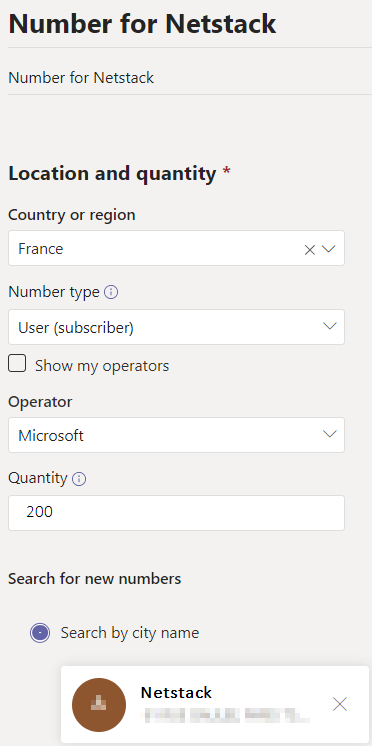 Number for Netstack
Number for Netstack
Location and quantity *
Country or region
France
Number type
User (subscriber)
Show my operators
Operator
Microsoft
Quantity
200
Search for new numbers
Search by city name
Netstack